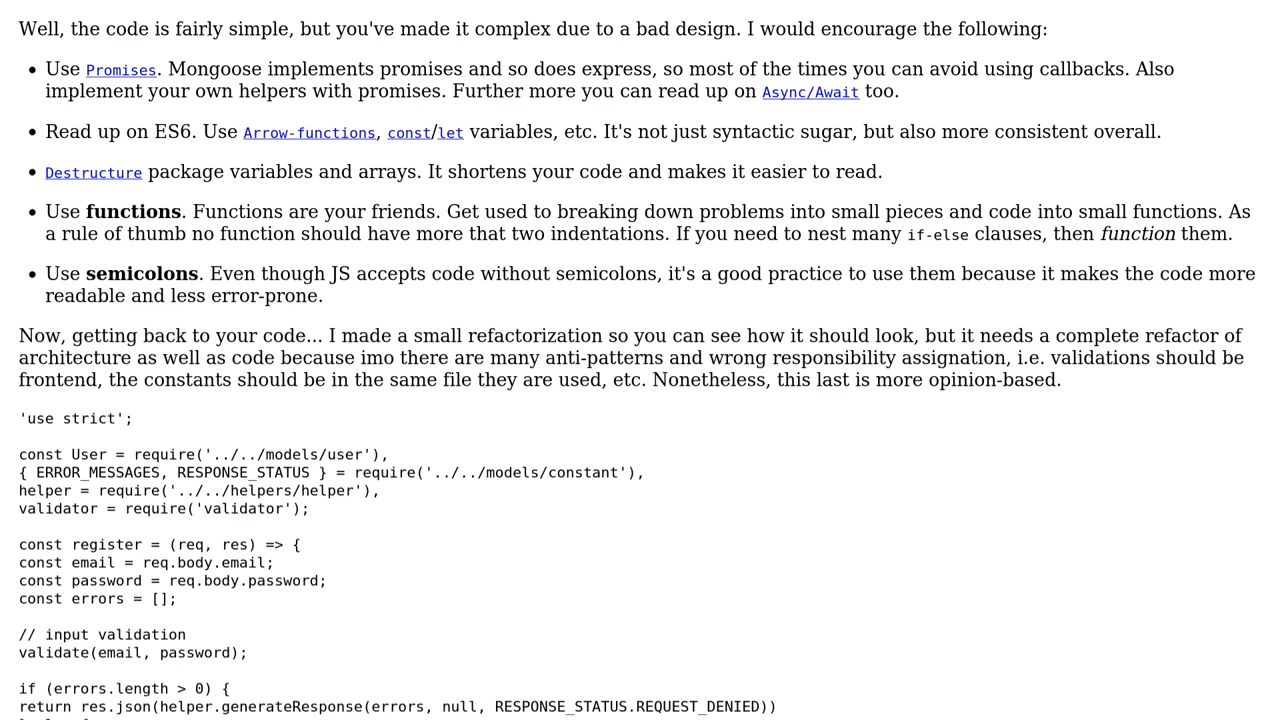 Well, the code is fairly simple, but you've made it complex due to a bad design. I would encourage the following:
Use Promises. Mongoose implements promises and so does express, so most of the times you can avoid using callbacks. Also
implement your own helpers with promises. Further more you can read up on Async/Await too.
Read up on ES6. Use Arrow-functions, const/let variables, etc. It's not just syntactic sugar, but also more consistent overall.
Destructure package variables and arrays. It shortens your code and makes it easier to read.
Use functions. Functions are your friends. Get used to breaking down problems into small pieces and code into small functions. As
a rule of thumb no function should have more that two indentations. If you need to nest many if-else clauses, then function them.
Use semicolons. Even though JS accepts code without semicolons, it's a good practice to use them because it makes the code more
readable and less error-prone.
Now, getting back to your code... I made a small refactorization so you can see how it should look, but it needs a complete refactor of
architecture as well as code because imo there are many anti-patterns and wrong responsibility assignation, i.e. validations should be
frontend, the constants should be in the same file they are used, etc. Nonetheless, this last is more opinion-based.
'use strict';
const User = require('../../models/user'),
{ ERROR_MESSAGES, RESPONSE_STATUS } = require('../../models/constant'),
helper = require('../../helpers/helper'),
validator = require('validator');
const register = (req, res) => {
const email = req.body.email;
const password = req.body.password;
const errors = [];
// input validation
validate(email, password);
if (errors.length > 0) {
return res.json(helper.generateResponse(errors, null, RESPONSE_STATUS.REQUEST_DENIED))